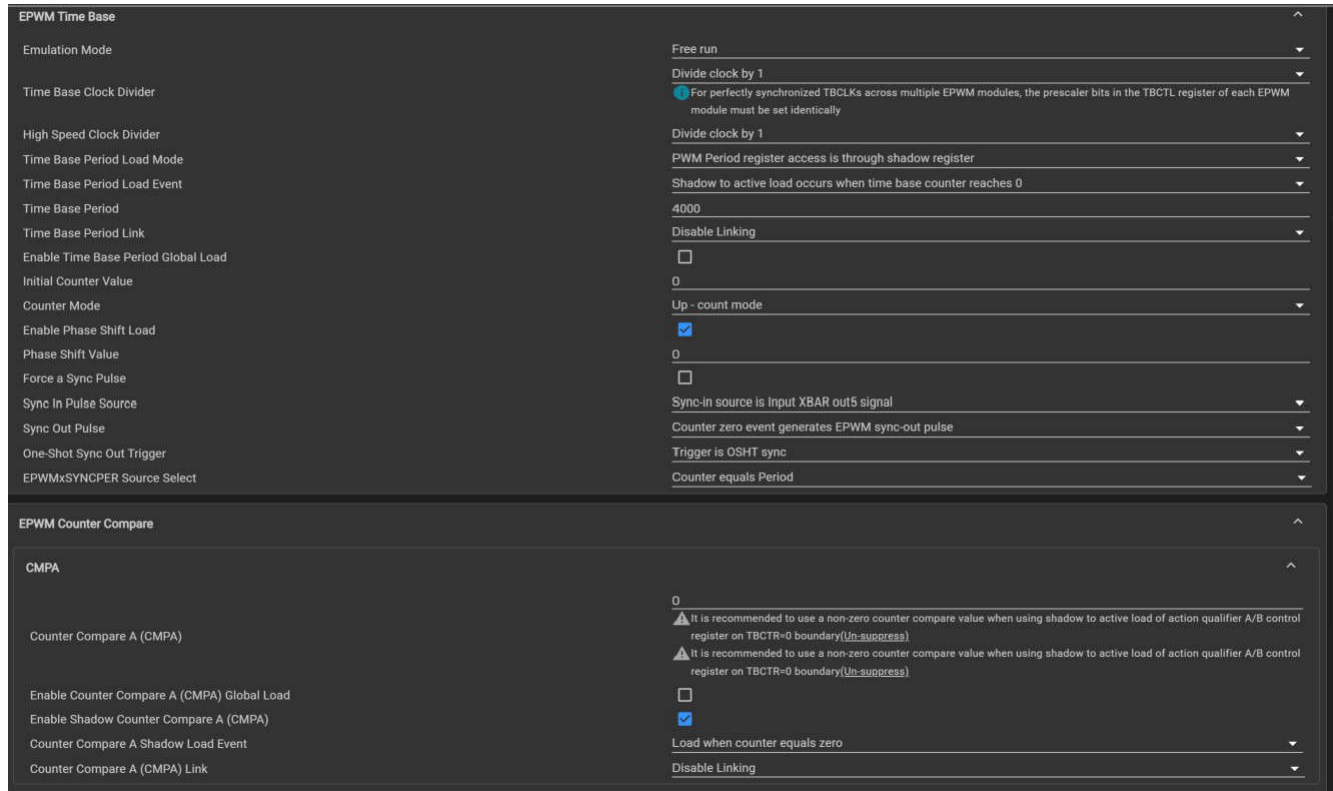 EPWM Time Base
Emulation Mode
Free run
Divide clock by 1
Time Base Clock Divider
For perfectly synchronized TBCLKs across multiple EPWM modules, the prescaler bits in the TBCTL register of each EPWM
module must be set identically
High Speed Clock Divider
Divide clock by 1
Time Base Period Load Mode
PWM Period register access is through shadow register
Time Base Period Load Event
Shadow to active load occurs when time base counter reaches 0
Time Base Period
4000
Time Base Period Link
Disable Linking
Enable Time Base Period Global Load
Initial Counter Value
0
Counter Mode
Up - count mode
Enable Phase Shift Load
Phase Shift Value
0
Force a Sync Pulse
Sync In Pulse Source
Sync-in source is Input XBAR out5 signal
Sync Out Pulse
Counter zero event generates EPWM sync-out pulse
One-Shot Sync Out Trigger
Trigger is OSHT sync
EPWMxSYNCPER Source Select
Counter equals Period
EPWM Counter Compare
CMPA
0
Counter Compare A (CMPA)
It is recommended to use a non-zero counter compare value when using shadow to active load of action qualifier A/B control
register on TBCTR=0 boundary(Un-suppress)
It is recommended to use a non-zero counter compare value when using shadow to active load of action qualifier A/B control
register on TBCTR=0 boundary(Un-suppress)
Enable Counter Compare A (CMPA) Global Load
Enable Shadow Counter Compare A (CMPA)
Counter Compare A Shadow Load Event
Load when counter equals zero
Counter Compare A (CMPA) Link
Disable Linking